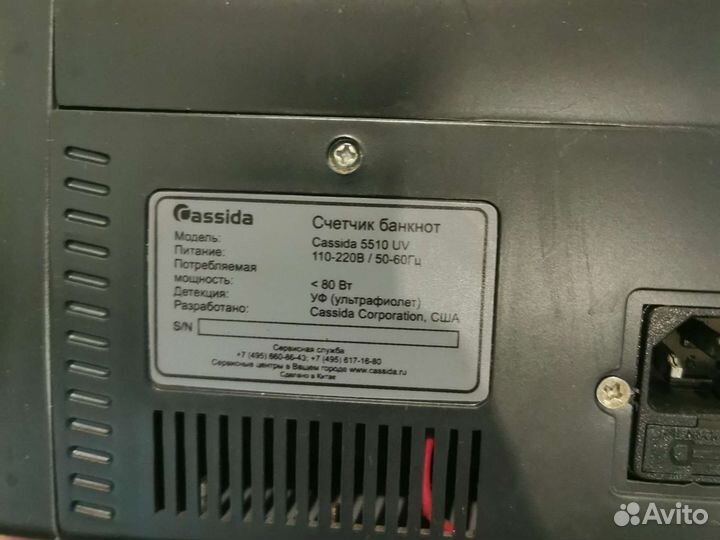 Cassida Счетчик банкнот
Модель: Cassida 5510 UV
Питание: 110-220В / 50-60Гц
Потребляемая
мощность: < 80 Вт
Детекция: УФ (ультрафиолет)
Разработано: Cassida Corporation, США
S/N
Сервисная служба
+7 (495) 660-86-43; +7 (495) 617-16-80
Сервисные центры в Вашем городе www.cassida.ru
Сделано в Китае
Avito